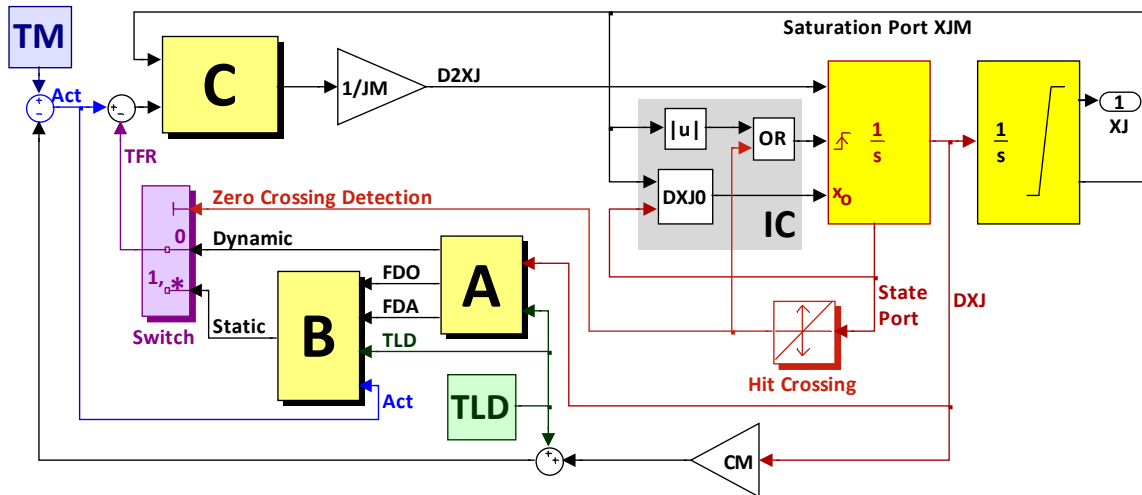 TM
Saturation Port XJM
Act
C
1/JM
D2XJ
|u|
OR
1
s
1
s
1
XJ
TFR
DXJ0
xo
IC
Zero Crossing Detection
0
Dynamic
1, *
FDO
A
FDA
B
Static
TLD
Switch
State
Port
DXJ
Hit Crossing
Act
TLD
CM